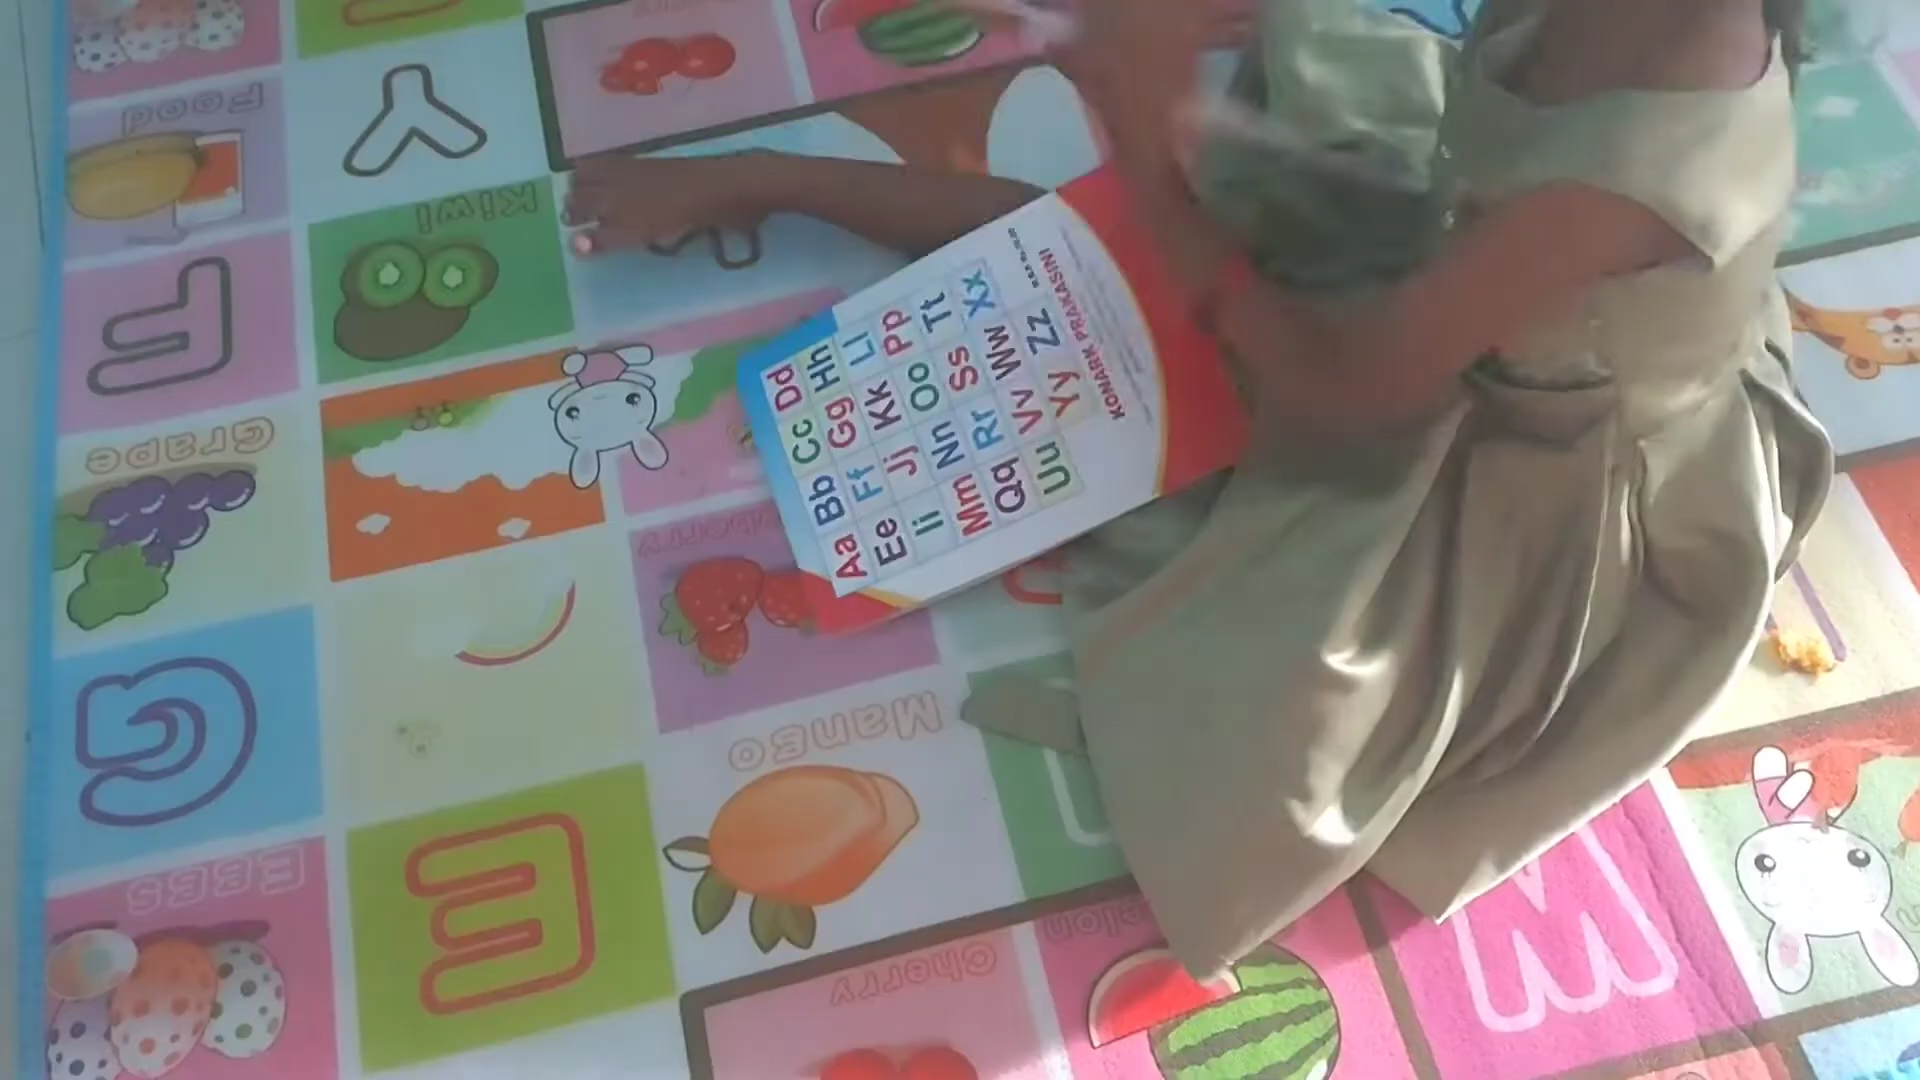 Food
Y
Kiwi
F
Grape
G
Eggs
E
Mango
Cherry
W
Aa Bb Cc Dd
Ee Ff Gg Hh
Ii Jj Kk Ll
Mm Nn Oo Pp
Qq Rr Ss Tt
Uu Vv Ww Xx
Yy Zz
KONARK PRAKASINI